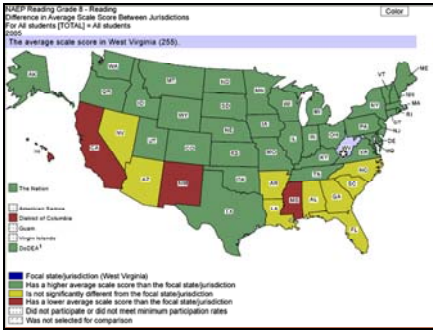 NAEP Reading Grade 8 - Reading
Color
Difference in Average Scale Score Between Jurisdictions
For All students [TOTAL] = All students
2005
The average scale score in West Virginia (255).
AK
WA
MT
ND
MN
VT
ME
OR
ID
SD
WI
MI
NY
NH
MA
WY
NE
IA
PA
RI
NV
UT
CO
KS
MO
IL
IN
OH
WV
VA
NJ
DE
CA
KY
NC
HI
AZ
NM
OK
AR
TN
SC
The Nation
TX
LA
MS
AL
GA
FL
American Samoa
District of Columbia
Guam
Virgin Islands
DoDEA¹
Focal state/jurisdiction (West Virginia)
Has a higher average scale score than the focal state/jurisdiction
Is not significantly different from the focal state/jurisdiction
Has a lower average scale score than the focal state/jurisdiction
Did not participate or did not meet minimum participation rates
Was not selected for comparison